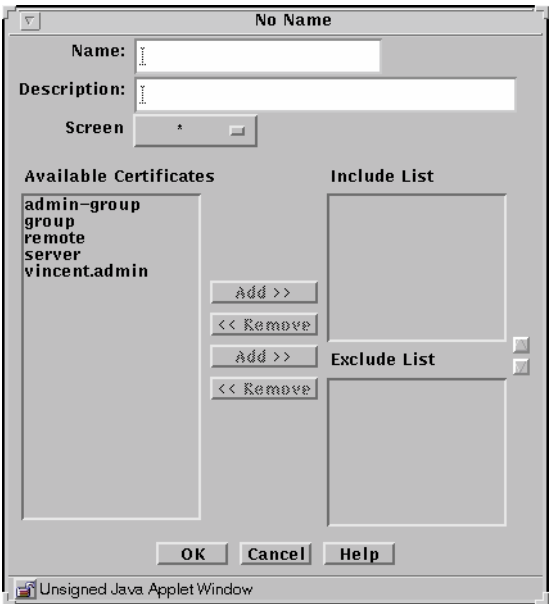 No Name
Name:
Description:
Screen *
Available Certificates
Include List
admin-group
group
remote
server
vincent.admin
Add >>
<< Remove
Add >>
<< Remove
Exclude List
OK Cancel Help
Unsigned Java Applet Window